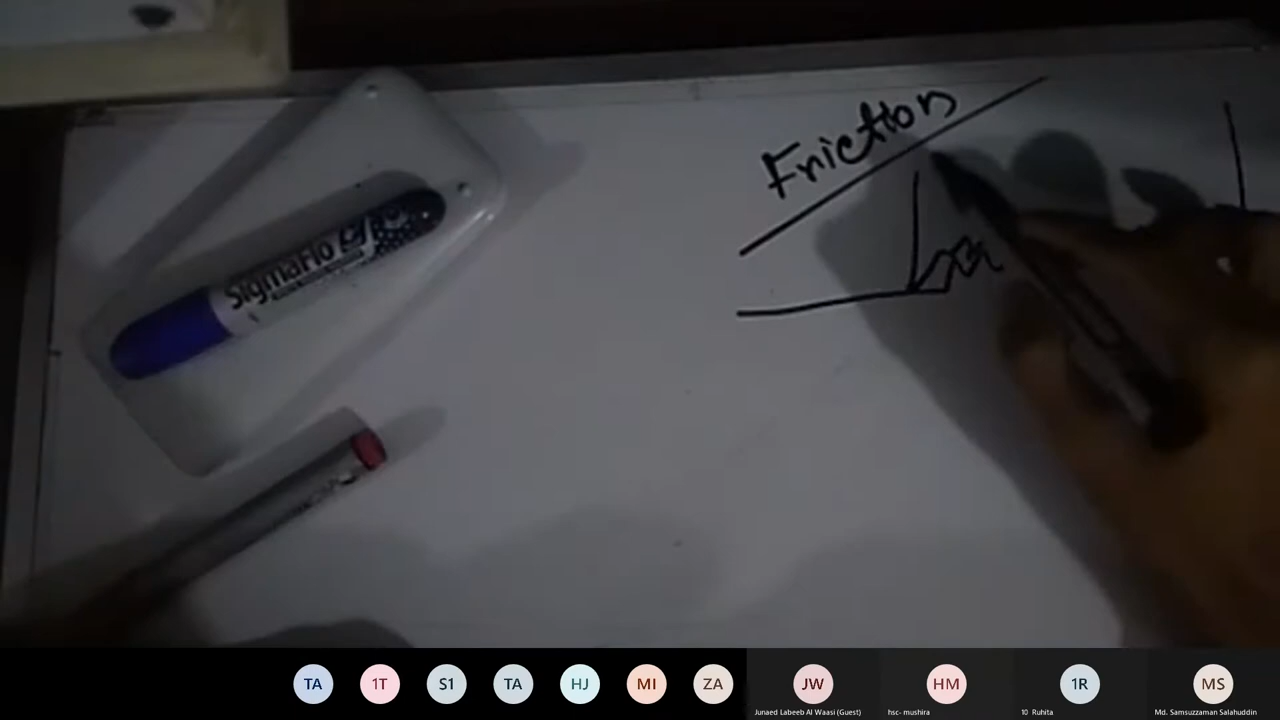 Friction
SigmaFlo
TA
1T
S1
TA
HJ
MI
ZA
JW
HM
1R
MS
Junaed Labeeb Al Waasi (Guest)
hsc- mushira
10 Ruhita
Md. Samsuzzaman Salahuddin